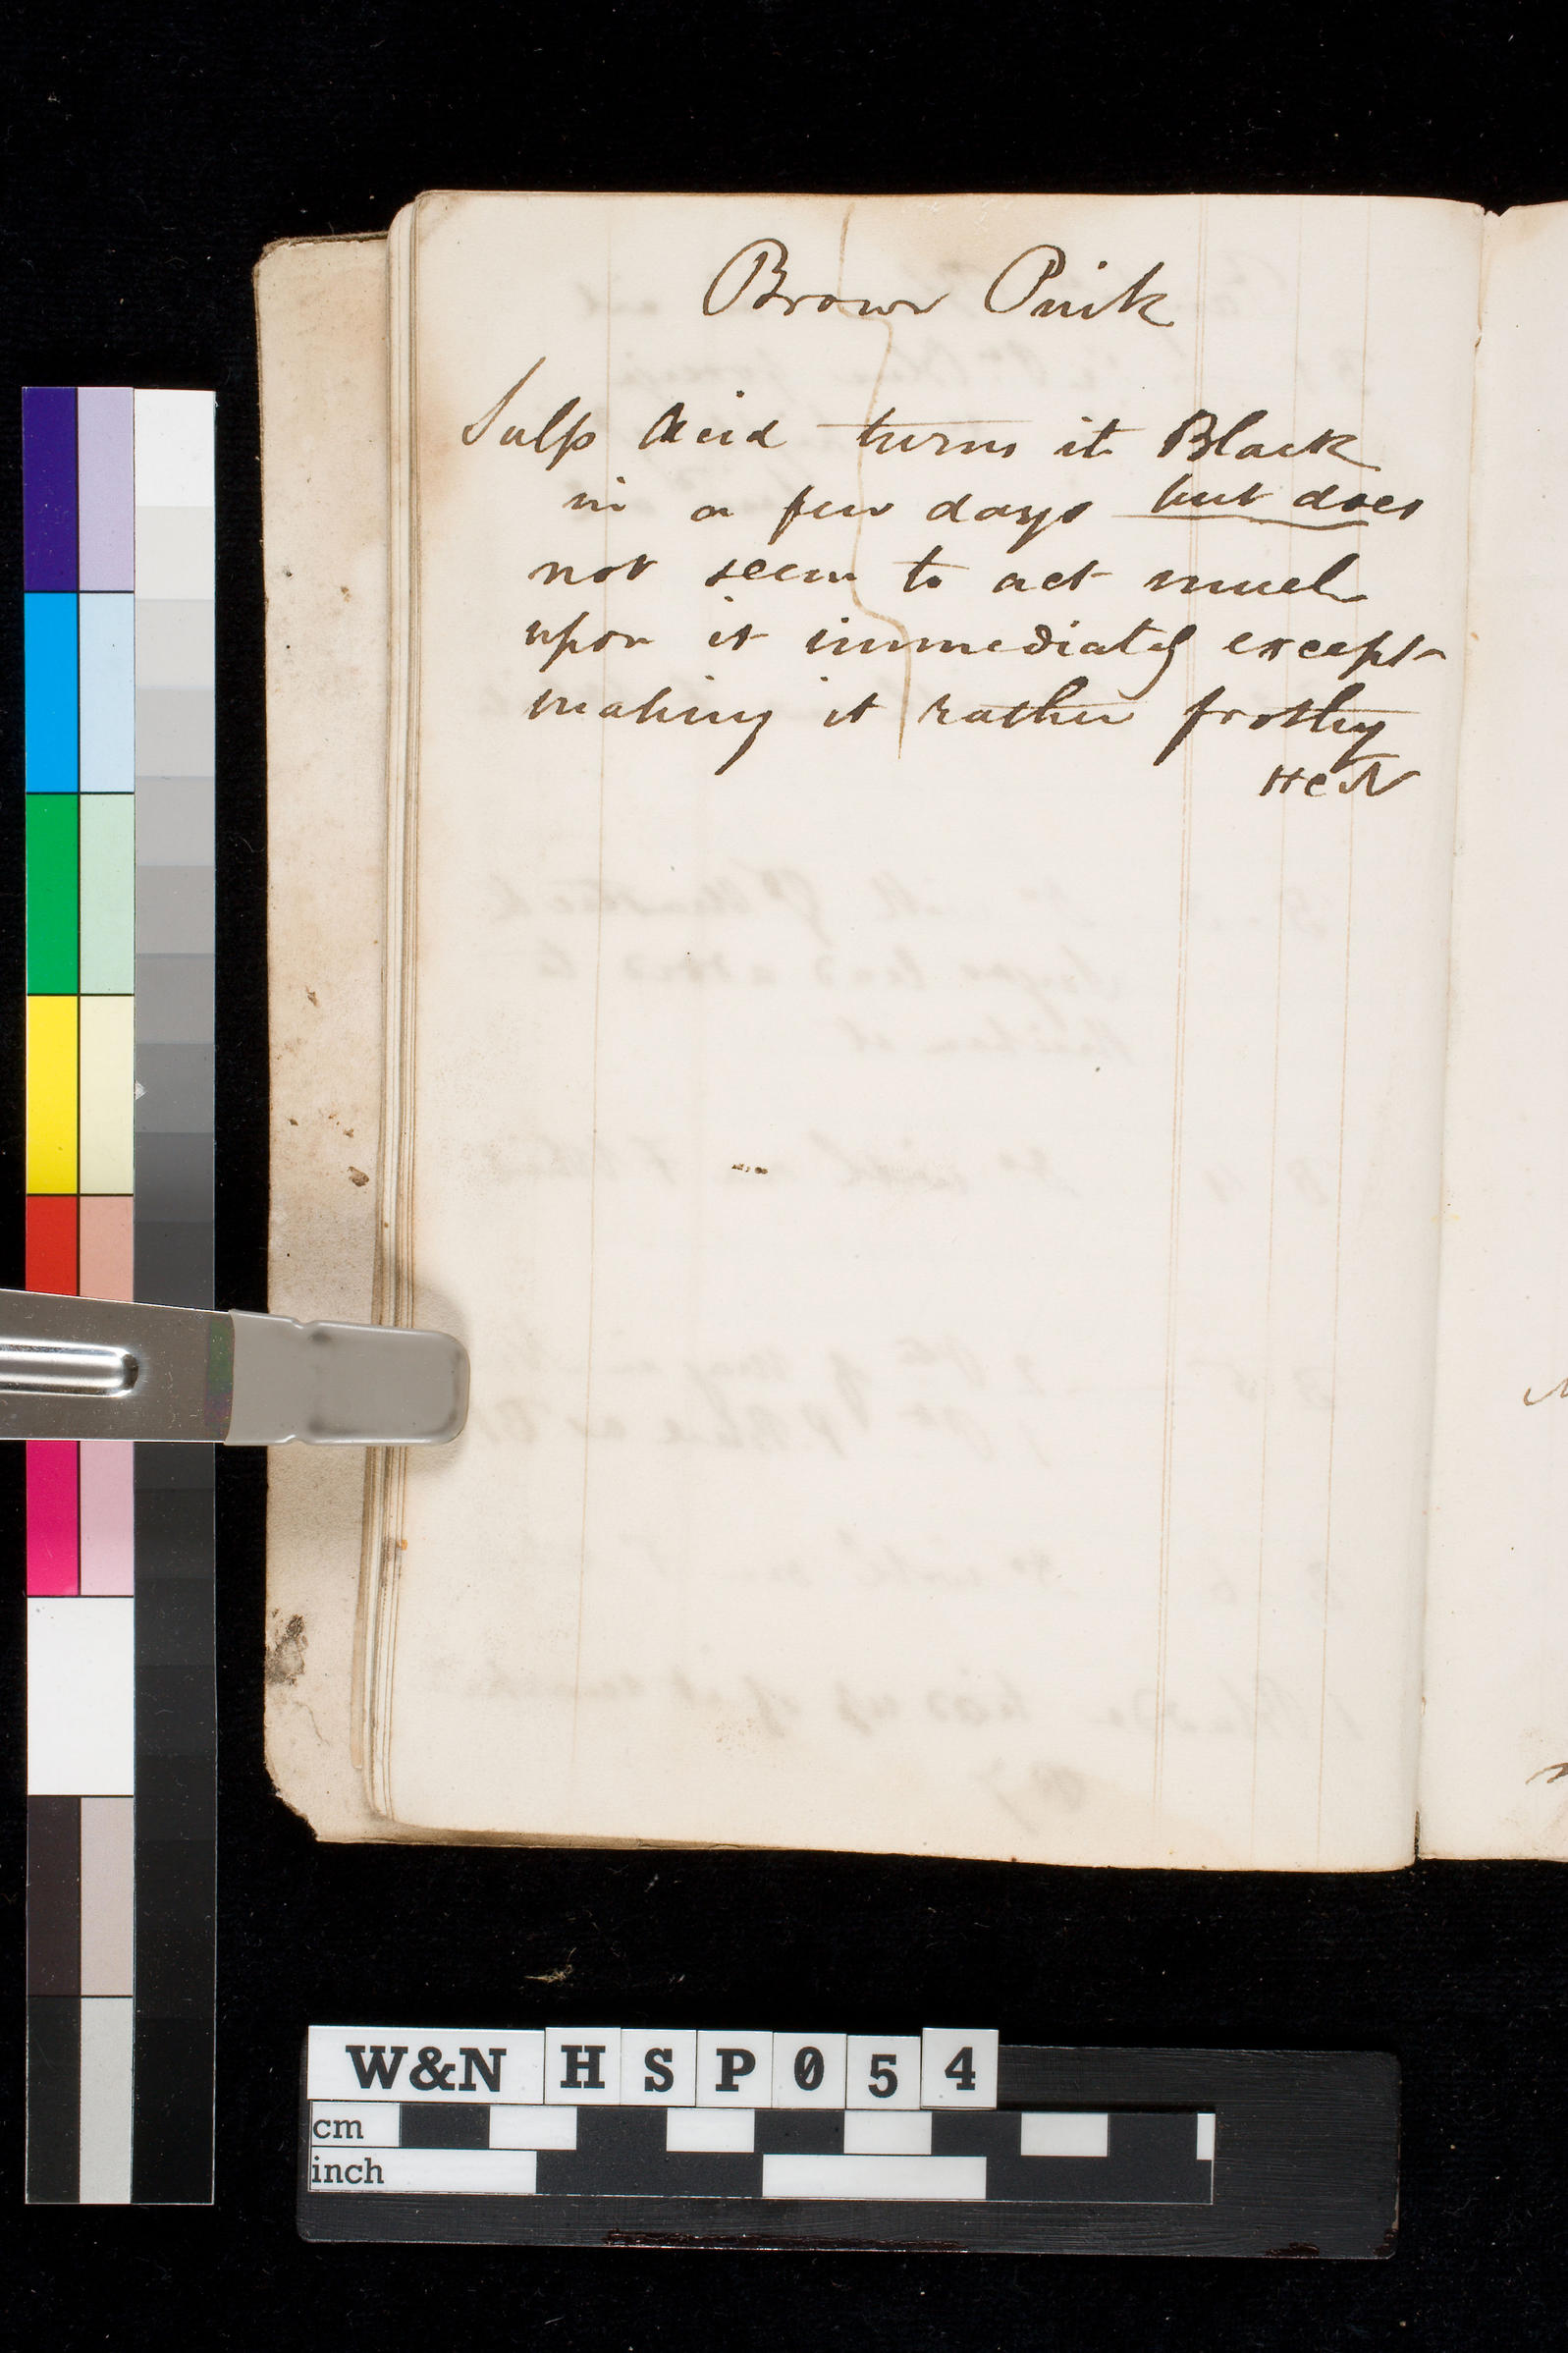 Brown Pink
Sulp Acid turns it Black
in a few days but does
not seem to act much
upon it immediately except
making it rather frothy
HCN
W&N HSP054
cm
inch